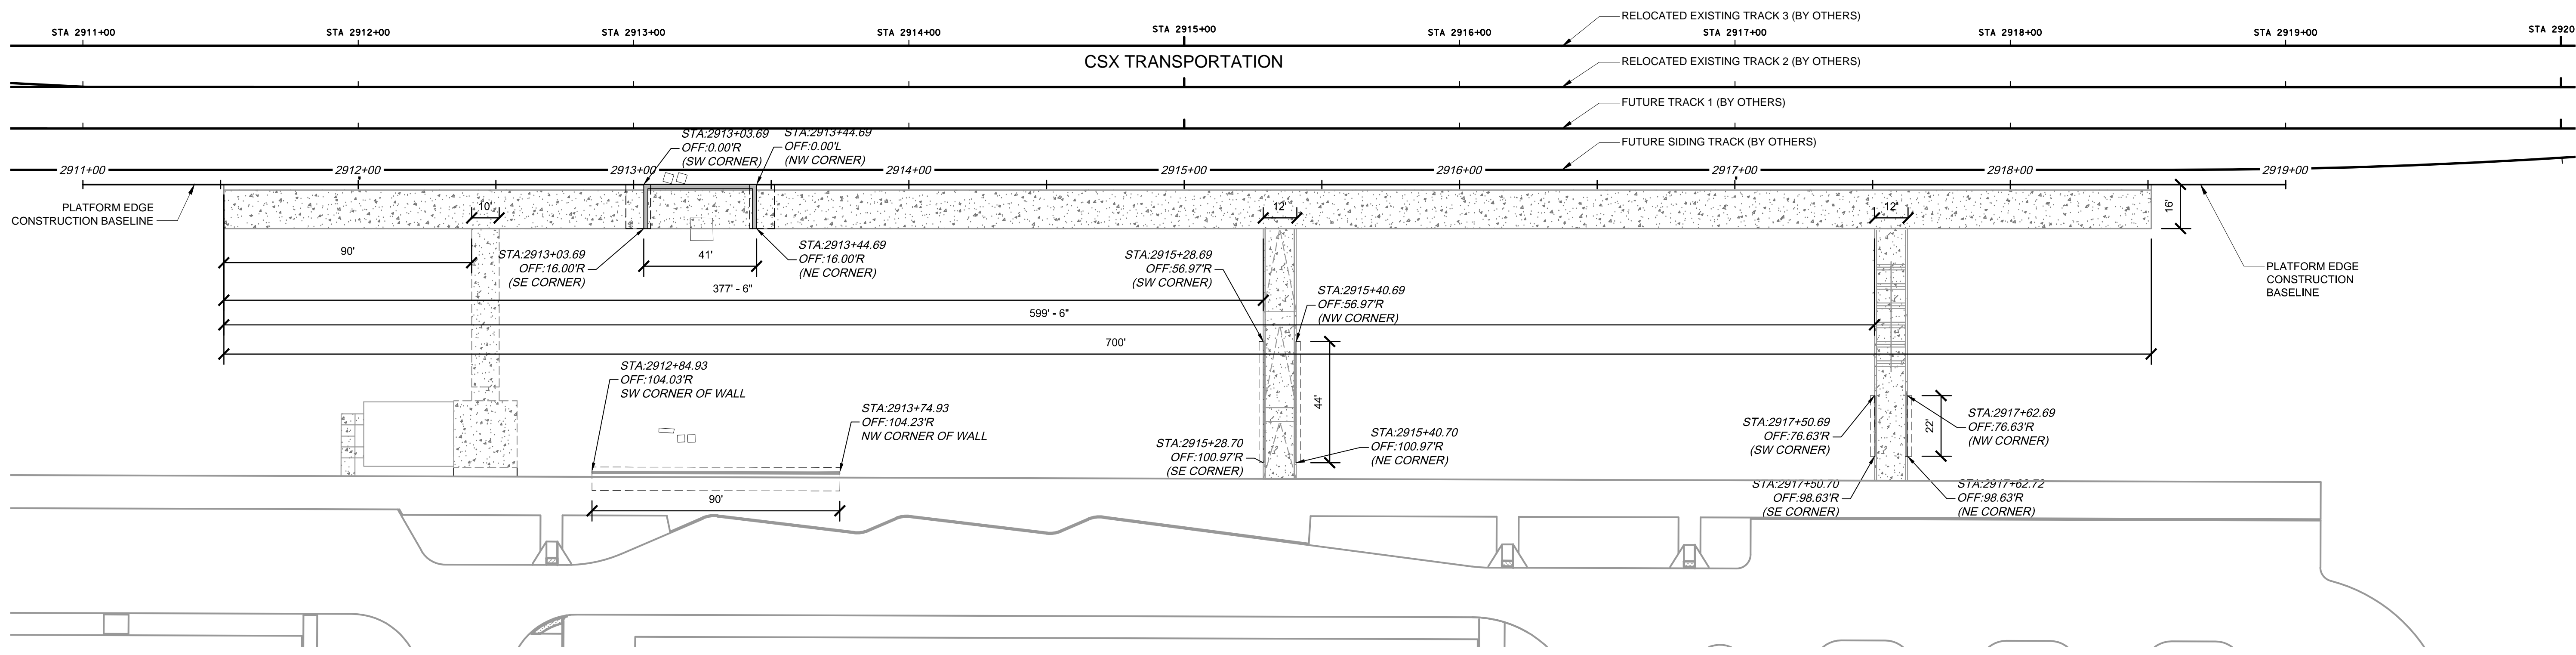 RELOCATED EXISTING TRACK 3 (BY OTHERS)
STA 2911+00
STA 2912+00
STA 2913+00
STA 2914+00
STA 2915+00
STA 2916+00
STA 2917+00
STA 2918+00
STA 2919+00
STA 2920
CSX TRANSPORTATION
RELOCATED EXISTING TRACK 2 (BY OTHERS)
FUTURE TRACK 1 (BY OTHERS)
FUTURE SIDING TRACK (BY OTHERS)
STA:2913+03.69
OFF:0.00'R
(SW CORNER)
STA:2913+44.69
OFF:0.00'L
(NW CORNER)
2911+00
2912+00
2913+00
2914+00
2915+00
2916+00
2917+00
2918+00
2919+00
PLATFORM EDGE
CONSTRUCTION BASELINE
10'
12'
12'
16'
90'
STA:2913+03.69
OFF:16.00'R
(SE CORNER)
41'
STA:2913+44.69
OFF:16.00'R
(NE CORNER)
STA:2915+28.69
OFF:56.97'R
(SW CORNER)
PLATFORM EDGE
CONSTRUCTION
BASELINE
377' - 6"
STA:2915+40.69
OFF:56.97'R
(NW CORNER)
599' - 6"
700'
STA:2912+84.93
OFF:104.03'R
SW CORNER OF WALL
44'
STA:2913+74.93
OFF:104.23'R
NW CORNER OF WALL
STA:2915+28.70
OFF:100.97'R
(SE CORNER)
STA:2915+40.70
OFF:100.97'R
(NE CORNER)
STA:2917+50.69
OFF:76.63'R
(SW CORNER)
22'
STA:2917+62.69
OFF:76.63'R
(NW CORNER)
90'
STA:2917+50.70
OFF:98.63'R
(SE CORNER)
STA:2917+62.72
OFF:98.63'R
(NE CORNER)